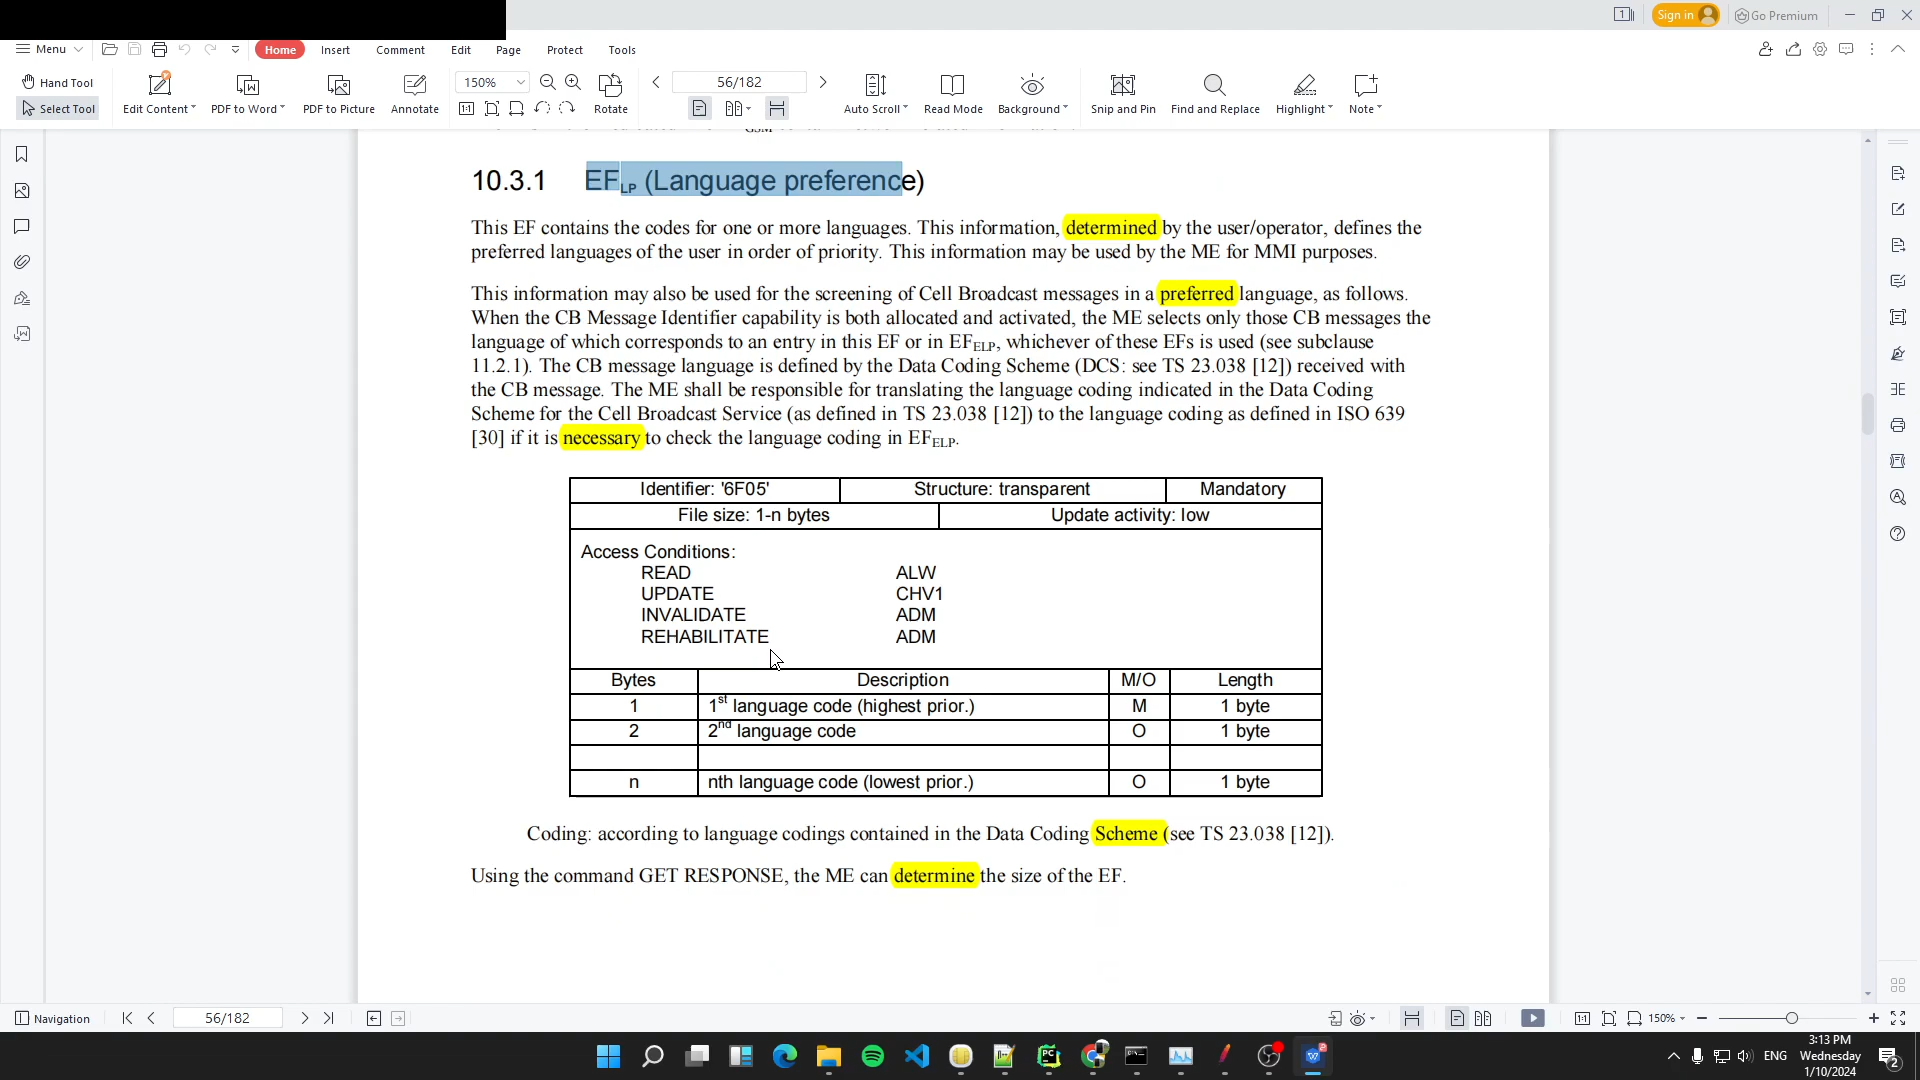 1 Sign in Go Premium
Menu Home Insert Comment Edit Page Protect Tools
Hand Tool 150% 56/182
Select Tool Edit Content PDF to Word PDF to Picture Annotate Rotate Auto Scroll Read Mode Background Snip and Pin Find and Replace Highlight Note
GSM
10.3.1 EFLP (Language preference)
This EF contains the codes for one or more languages. This information, determined by the user/operator, defines the
preferred languages of the user in order of priority. This information may be used by the ME for MMI purposes.
This information may also be used for the screening of Cell Broadcast messages in a preferred language, as follows.
When the CB Message Identifier capability is both allocated and activated, the ME selects only those CB messages the
language of which corresponds to an entry in this EF or in EFELP, whichever of these EFs is used (see subclause
11.2.1). The CB message language is defined by the Data Coding Scheme (DCS: see TS 23.038 [12]) received with
the CB message. The ME shall be responsible for translating the language coding indicated in the Data Coding
Scheme for the Cell Broadcast Service (as defined in TS 23.038 [12]) to the language coding as defined in ISO 639
[30] if it is necessary to check the language coding in EFELP.
Identifier: '6F05' Structure: transparent Mandatory
File size: 1-n bytes Update activity: low
Access Conditions:
READ ALW
UPDATE CHV1
INVALIDATE ADM
REHABILITATE ADM
Bytes Description M/O Length
1 1st language code (highest prior.) M 1 byte
2 2nd language code O 1 byte
n nth language code (lowest prior.) O 1 byte
Coding: according to language codings contained in the Data Coding Scheme (see TS 23.038 [12]).
Using the command GET RESPONSE, the ME can determine the size of the EF.
Navigation 56/182 150%
3:13 PM
ENG Wednesday 2
1/10/2024